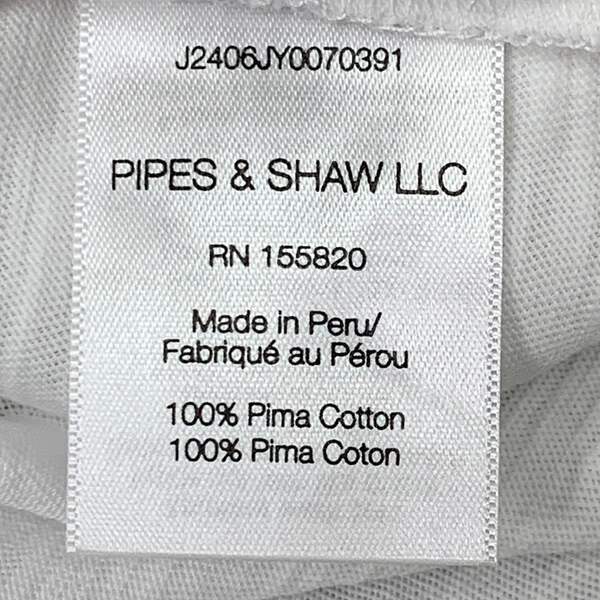 J2406JY0070391
PIPES & SHAW LLC
RN 155820
Made in Peru/
Fabriqué au Pérou
100% Pima Cotton
100% Pima Coton